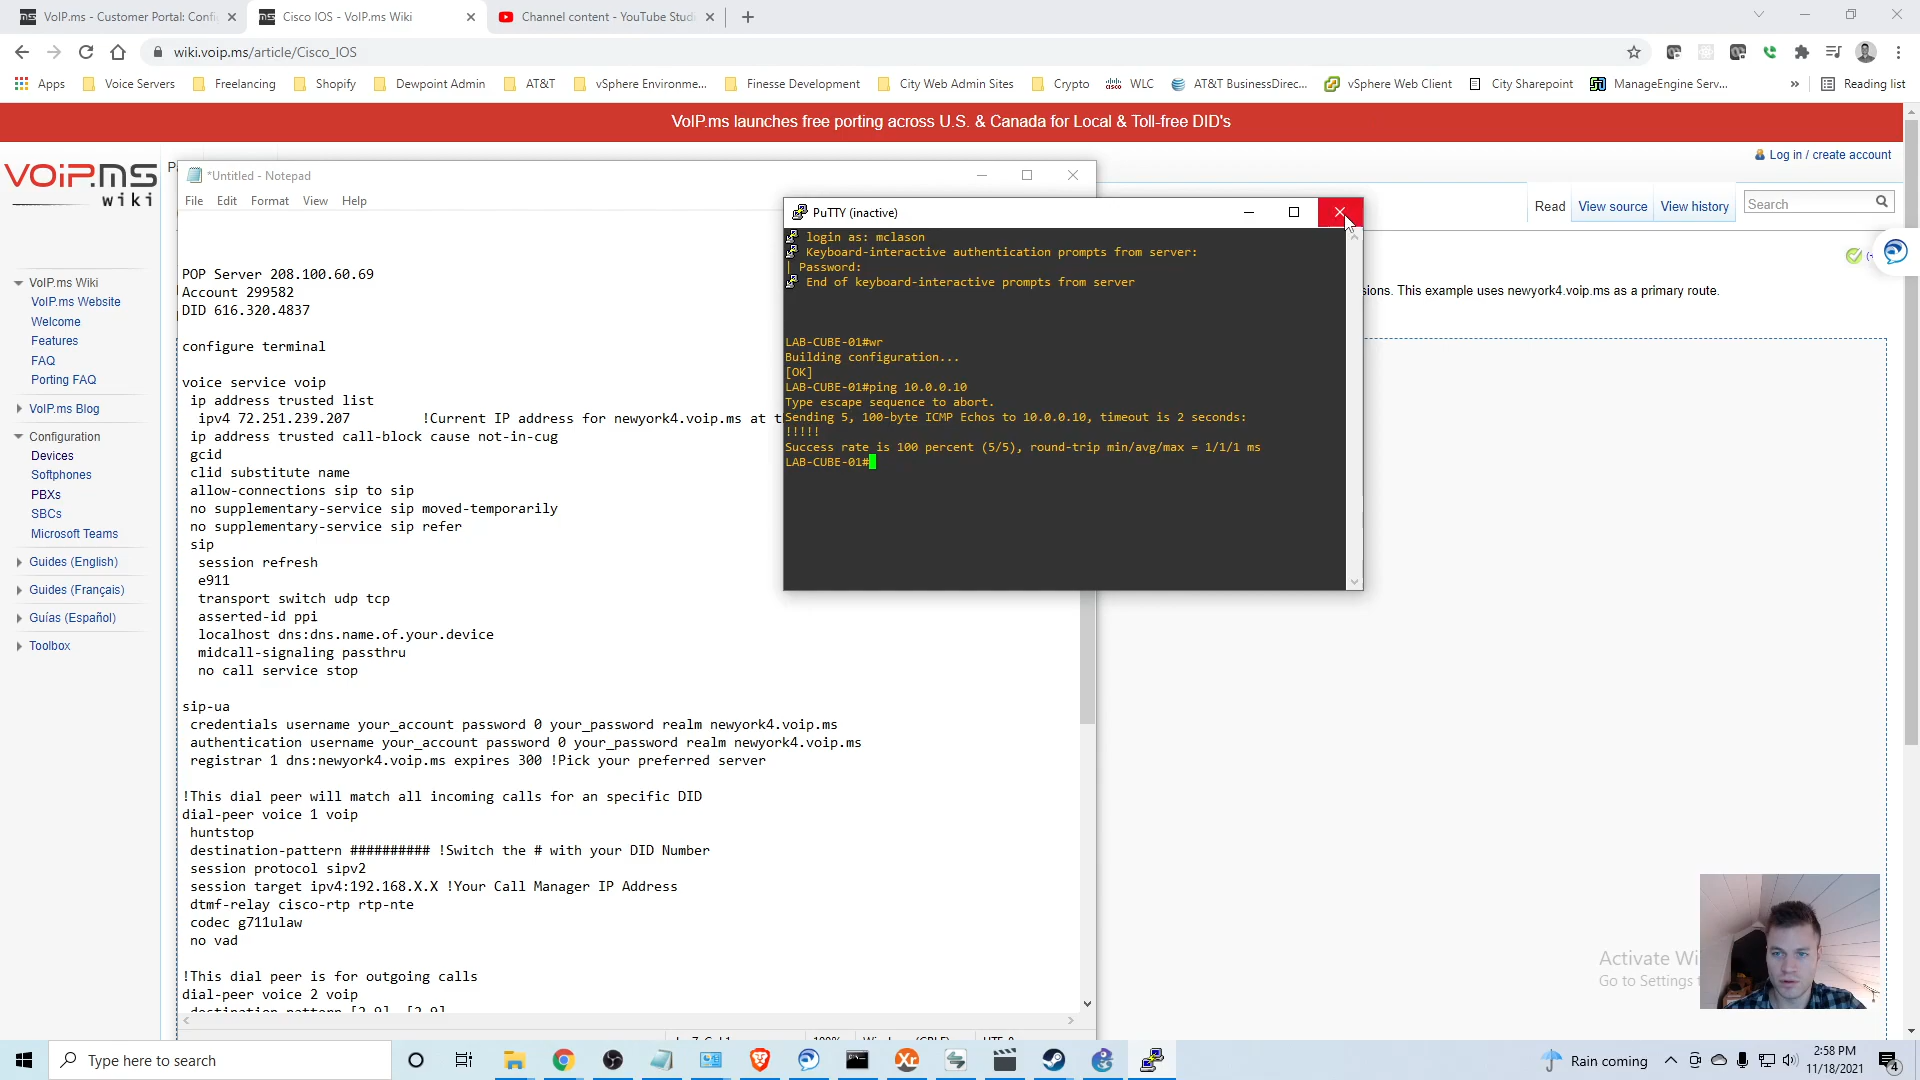 VoIP.ms - Customer Portal: Confi
Cisco IOS - VoIP.ms Wiki
Channel content - YouTube Stud
wiki.voip.ms/article/Cisco_IOS
Apps
Voice Servers
Freelancing
Shopify
Dewpoint Admin
AT&T
vSphere Environme...
Finesse Development
City Web Admin Sites
Crypto
WLC
AT&T BusinessDirec...
vSphere Web Client
City Sharepoint
ManageEngine Serv...
»
Reading list
VoIP.ms launches free porting across U.S. & Canada for Local & Toll-free DID's
VOIP.MS
wiki
Log in / create account
Read
View source
View history
Search
sions. This example uses newyork4.voip.ms as a primary route.
VoIP.ms Wiki
VoIP.ms Website
Welcome
Features
FAQ
Porting FAQ
VoIP.ms Blog
Configuration
Devices
Softphones
PBXs
SBCs
Microsoft Teams
Guides (English)
Guides (Français)
Guías (Español)
Toolbox
*Untitled - Notepad
File Edit Format View Help
POP Server 208.100.60.69
Account 299582
DID 616.320.4837
configure terminal
voice service voip
ip address trusted list
ipv4 72.251.239.207 !Current IP address for newyork4.voip.ms at t
ip address trusted call-block cause not-in-cug
gcid
clid substitute name
allow-connections sip to sip
no supplementary-service sip moved-temporarily
no supplementary-service sip refer
sip
session refresh
e911
transport switch udp tcp
asserted-id ppi
localhost dns:dns.name.of.your.device
midcall-signaling passthru
no call service stop
sip-ua
credentials username your_account password 0 your_password realm newyork4.voip.ms
authentication username your_account password 0 your_password realm newyork4.voip.ms
registrar 1 dns:newyork4.voip.ms expires 300 !Pick your preferred server
!This dial peer will match all incoming calls for an specific DID
dial-peer voice 1 voip
huntstop
destination-pattern ########## !Switch the # with your DID Number
session protocol sipv2
session target ipv4:192.168.X.X !Your Call Manager IP Address
dtmf-relay cisco-rtp rtp-nte
codec g711ulaw
no vad
!This dial peer is for outgoing calls
dial-peer voice 2 voip
PuTTY (inactive)
login as: mclason
Keyboard-interactive authentication prompts from server:
| Password:
End of keyboard-interactive prompts from server
LAB-CUBE-01#wr
Building configuration...
[OK]
LAB-CUBE-01#ping 10.0.0.10
Type escape sequence to abort.
Sending 5, 100-byte ICMP Echos to 10.0.0.10, timeout is 2 seconds:
!!!!!
Success rate is 100 percent (5/5), round-trip min/avg/max = 1/1/1 ms
LAB-CUBE-01#
Activate Wi
Go to Settings
Type here to search
Rain coming
2:58 PM
11/18/2021
4